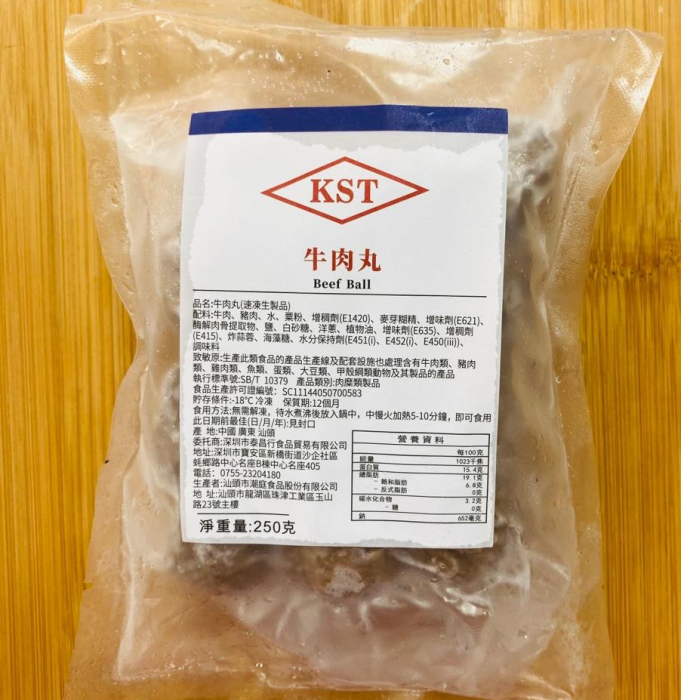 KST
牛肉丸
Beef Ball
品名:牛肉丸(速凍生製品)
配料:牛肉、豬肉、水、粟粉、增稠劑(E1420)、麥芽糊精、增味劑(E621)、
酶解肉骨提取物、鹽、白砂糖、洋蔥、植物油、增味劑(E635)、增稠劑
(E415)、炸蒜蓉、海藻糖、水分保持劑(E451(i)、E452(i)、E450(iii))、
調味料
致敏原:生產此類食品的產品生產線及配套設施也處理含有牛肉類、豬肉
類、雞肉類、魚類、蛋類、大豆類、甲殼綱類動物及其製品的產品
執行標準號:SB/T 10379 產品類別:肉糜類製品
食品生產許可證編號: SC11144050700583
貯存條件:-18℃冷凍 保質期:12個月
食用方法:無需解凍，待水煮沸後放入鍋中，中慢火加熱5-10分鐘，即可食用
此日期前最佳(日/月/年):見封口
產 地:中國 廣東 汕頭
委托商:深圳市泰昌行食品貿易有限公司
地址:深圳市寶安區新橋街道沙企社區
蚝鄉路中心名座B棟中心名座405
電話: 0755-23204180
生產者:汕頭市潮庭食品股份有限公司
地 址:汕頭市龍湖區珠津工業區玉山
路23號主樓
淨重量:250克
營養資料
每100克
能量 1023千焦
蛋白質 15.4克
總脂肪 19.1克
- 飽和脂肪 6.8克
- 反式脂肪 0克
碳水化合物 3.2克
- 糖 0克
鈉 652毫克